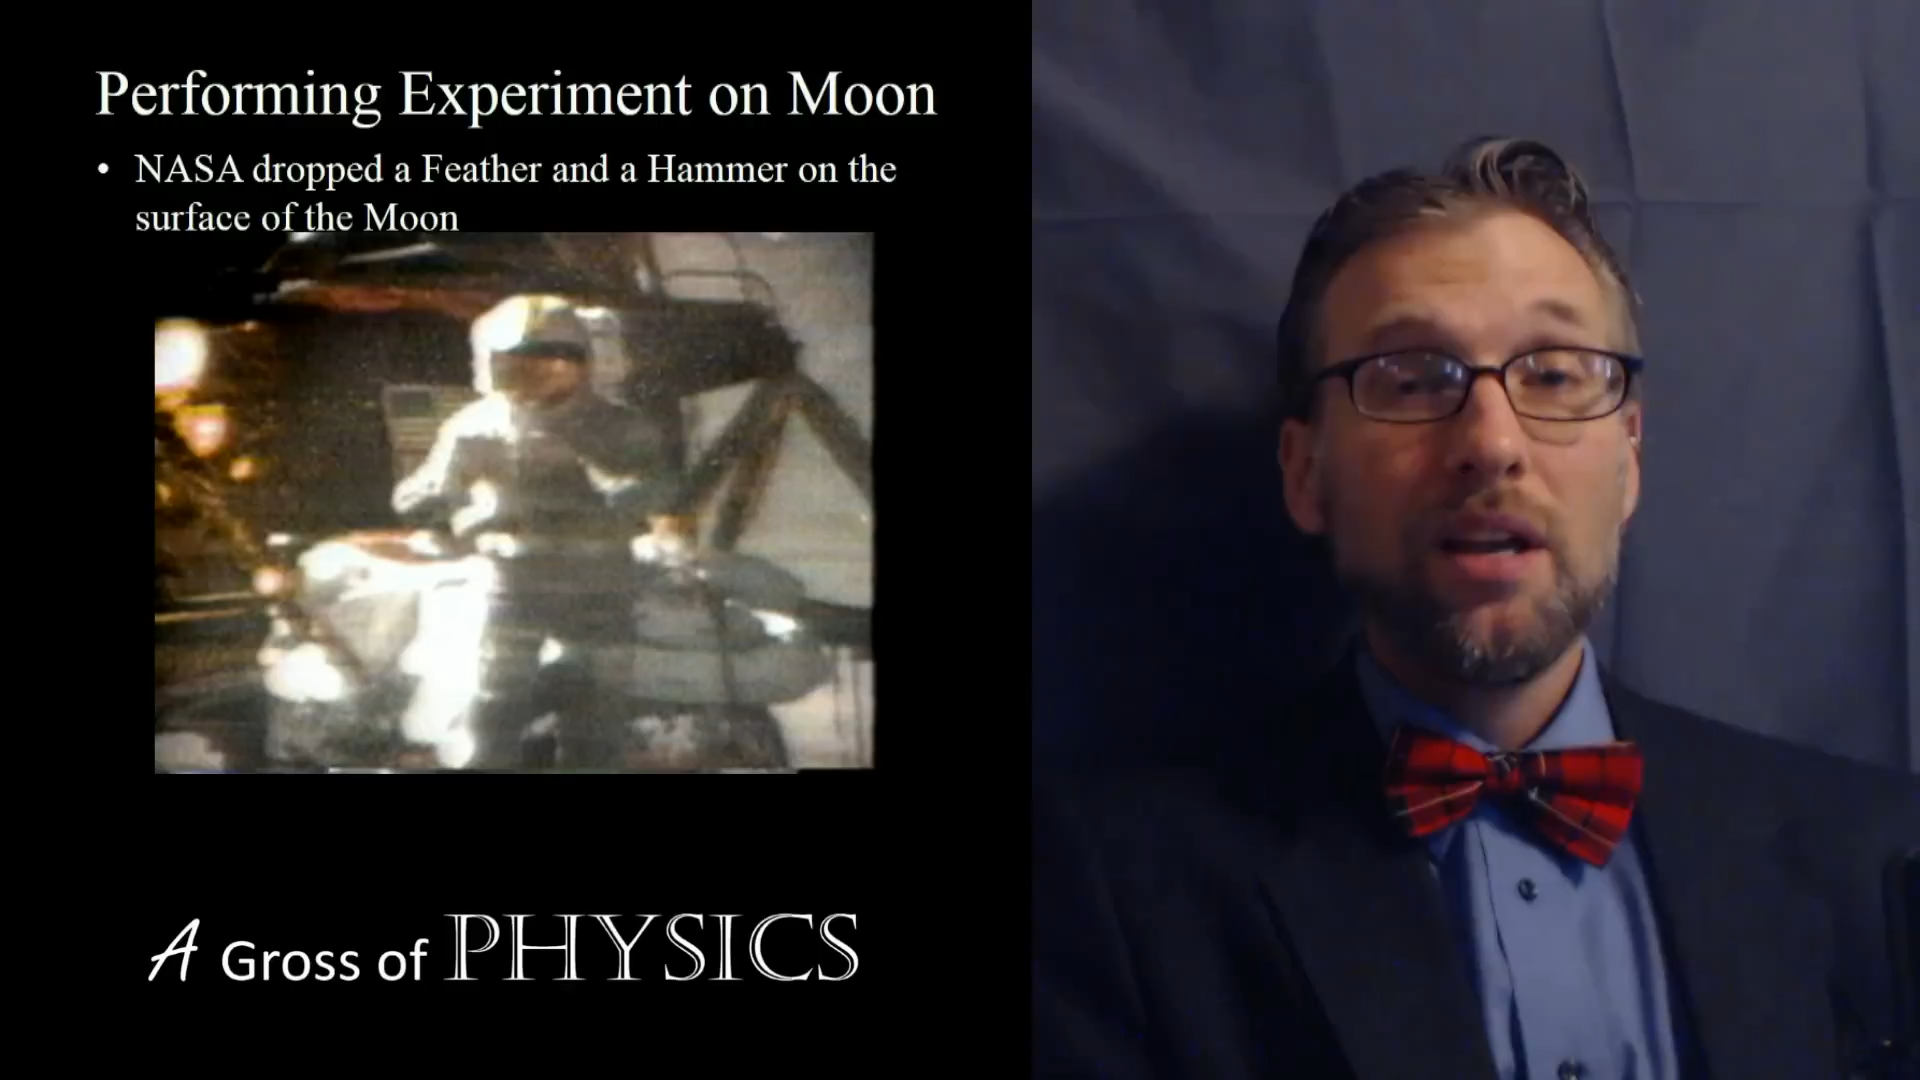 Performing Experiment on Moon
• NASA dropped a Feather and a Hammer on the
surface of the Moon
A Gross of PHYSICS